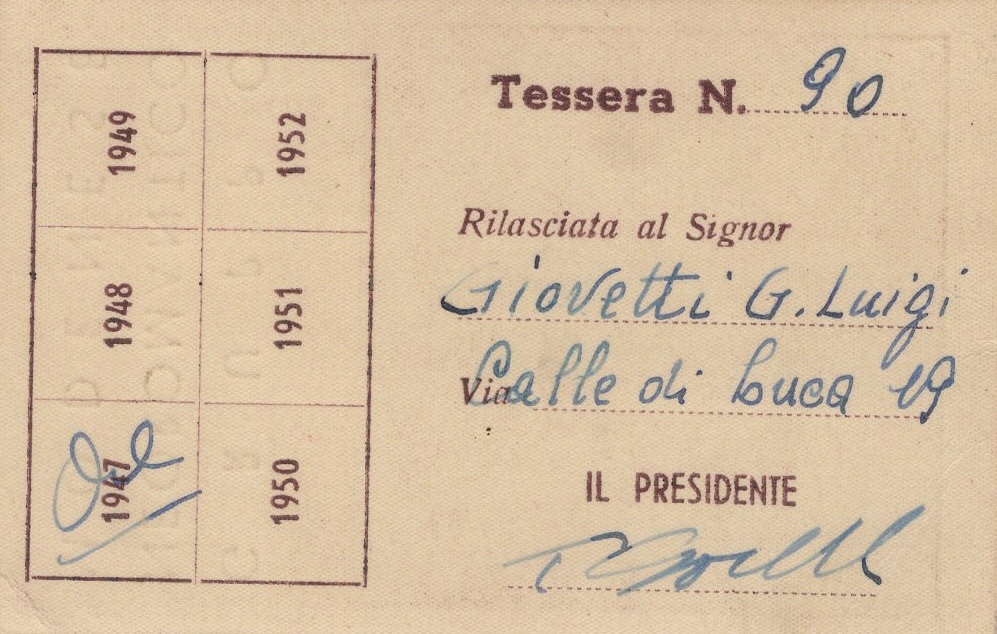 1949 1952
1948 1951
1947 1950
Tessera N. 90
Rilasciata al Signor
Giovetti G. Luigi
Via Calle di Luca 19
IL PRESIDENTE